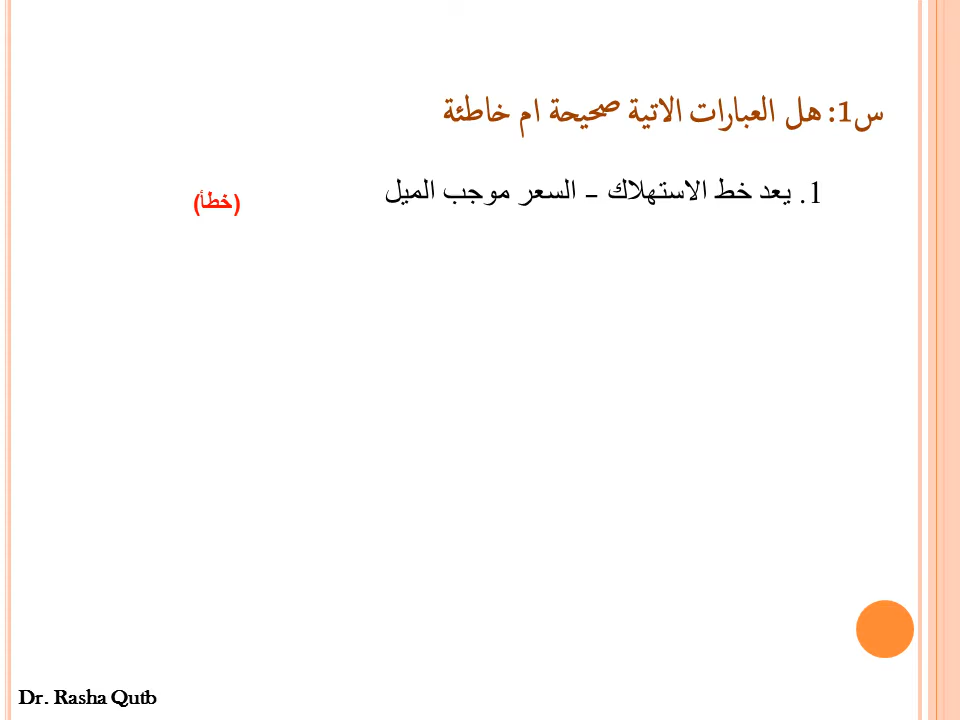 س1: هل العبارات الاتية صحيحة ام خاطئة
1. يعد خط الاستهلاك – السعر موجب الميل (خطأ)
Dr. Rasha Qutb